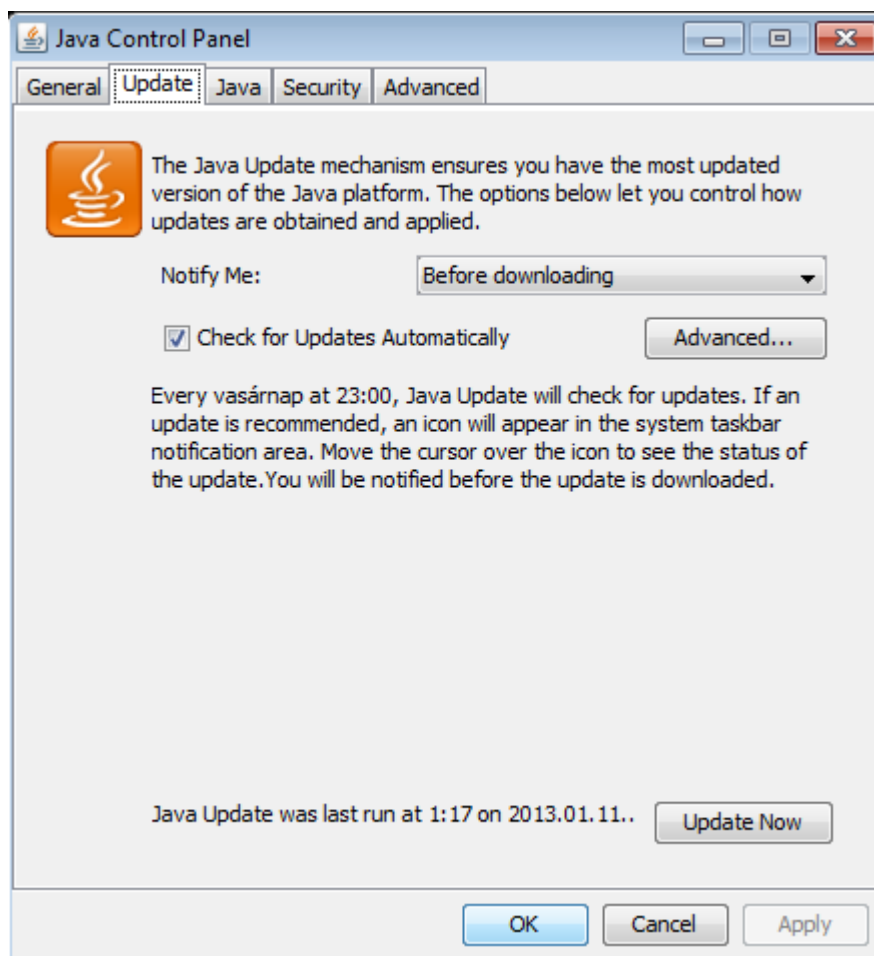 Java Control Panel
General Update Java Security Advanced
The Java Update mechanism ensures you have the most updated
version of the Java platform. The options below let you control how
updates are obtained and applied.
Notify Me: Before downloading
Check for Updates Automatically Advanced...
Every vasárnap at 23:00, Java Update will check for updates. If an
update is recommended, an icon will appear in the system taskbar
notification area. Move the cursor over the icon to see the status of
the update.You will be notified before the update is downloaded.
Java Update was last run at 1:17 on 2013.01.11.. Update Now
OK Cancel Apply